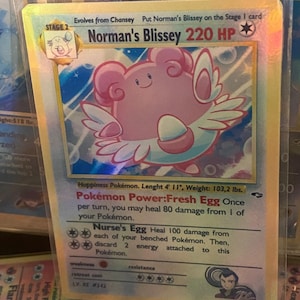 Evolves from Chansey Put Norman's Blissey on the Stage 1 card
STAGE 2
Norman's Blissey 220 HP
Happiness Pokémon. Lenght 4' 11", Weight: 103,2 lbs.
Pokémon Power:Fresh Egg Once
per turn, you may heal 80 damage from 1 of
your Pokémon.
Nurse's Egg Heal 100 damage
from each of your benched Pokémon. Then,
discard 2 energy attached to this
Pokémon.
weakness resistance
retreat cost